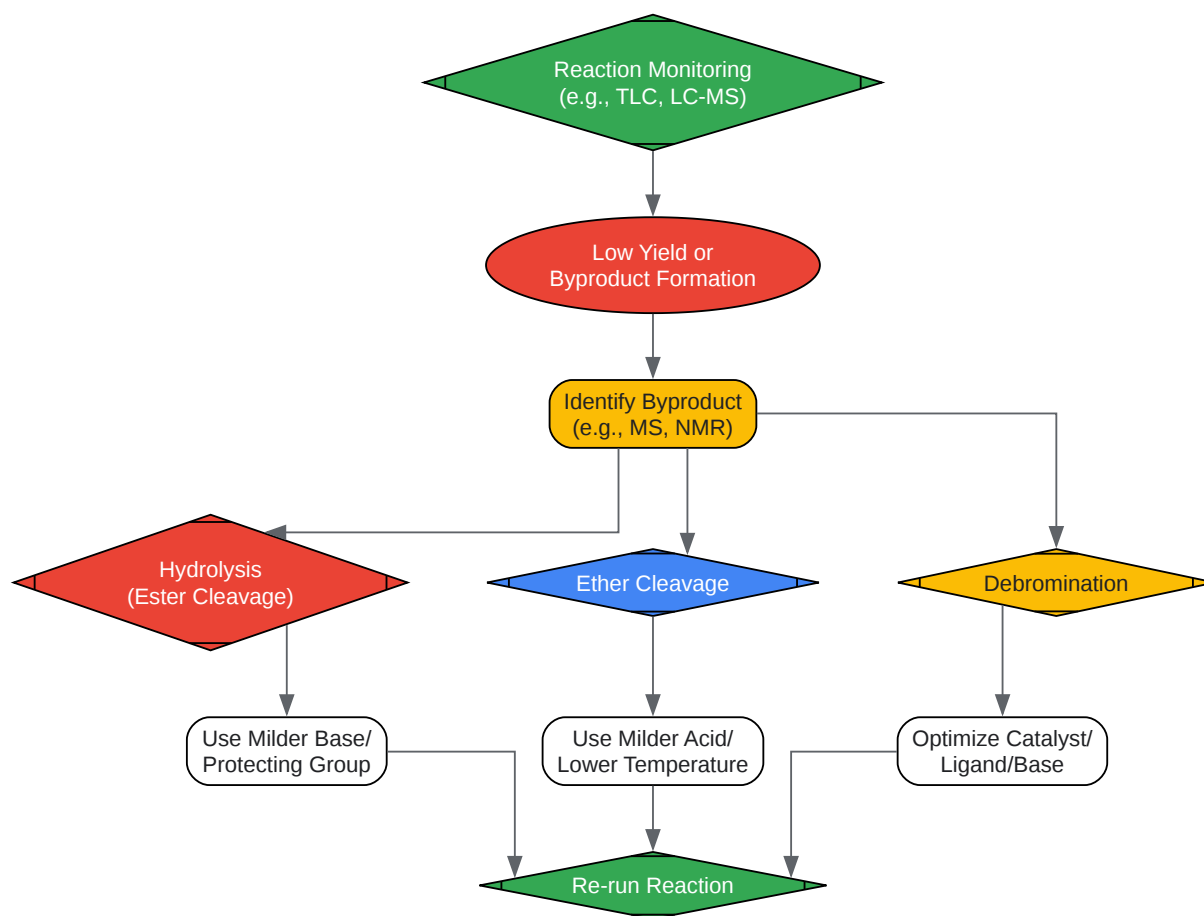 Reaction Monitoring
(e.g., TLC, LC-MS)
Low Yield or
Byproduct Formation
Identify Byproduct
(e.g., MS, NMR)
Hydrolysis
(Ester Cleavage)
Ether Cleavage
Debromination
Use Milder Base/
Protecting Group
Use Milder Acid/
Lower Temperature
Optimize Catalyst/
Ligand/Base
Re-run Reaction